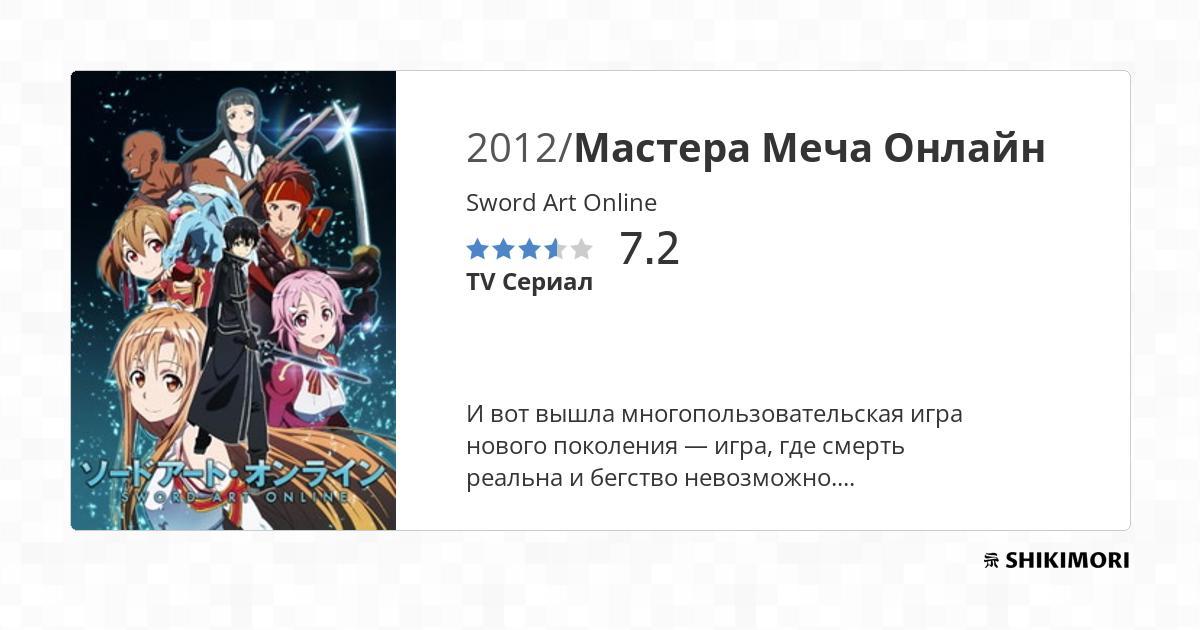 2012/Мастера Меча Онлайн
Sword Art Online
7.2
TV Сериал
И вот вышла многопользовательская игра
нового поколения — игра, где смерть
реальна и бегство невозможно....
ソードアート・オンライン
SWORD ART ONLINE
SHIKIMORI